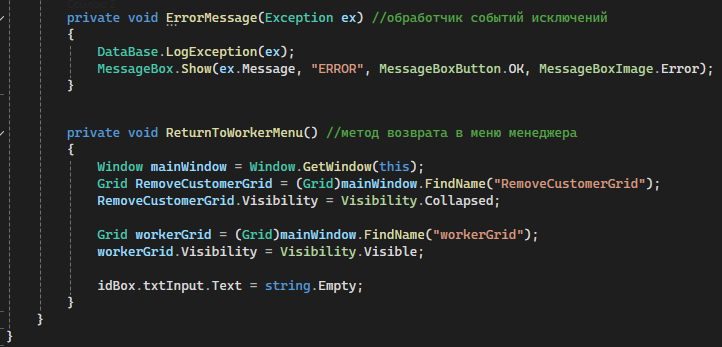 private void ErrorMessage(Exception ex) //обработчик событий исключений
{
DataBase.LogException(ex);
MessageBox.Show(ex.Message, "ERROR", MessageBoxButton.OK, MessageBoxImage.Error);
}
private void ReturnToWorkerMenu() //метод возврата в меню менеджера
{
Window mainWindow = Window.GetWindow(this);
Grid RemoveCustomerGrid = (Grid)mainWindow.FindName("RemoveCustomerGrid");
RemoveCustomerGrid.Visibility = Visibility.Collapsed;
Grid workerGrid = (Grid)mainWindow.FindName("workerGrid");
workerGrid.Visibility = Visibility.Visible;
idBox.txtInput.Text = string.Empty;
}
}
}